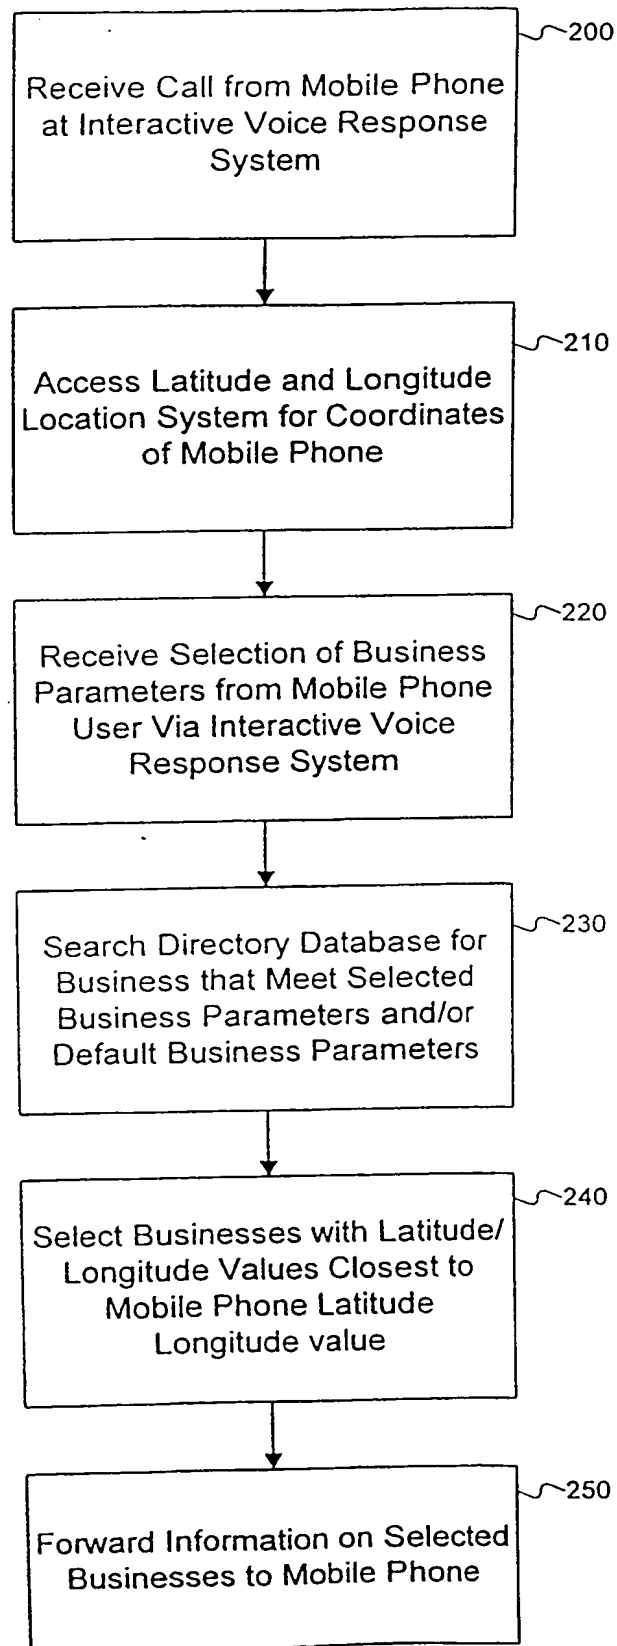 200
Receive Call from Mobile Phone
at Interactive Voice Response
System
210
Access Latitude and Longitude
Location System for Coordinates
of Mobile Phone
220
Receive Selection of Business
Parameters from Mobile Phone
User Via Interactive Voice
Response System
230
Search Directory Database for
Business that Meet Selected
Business Parameters and/or
Default Business Parameters
240
Select Businesses with Latitude/
Longitude Values Closest to
Mobile Phone Latitude
Longitude value
250
Forward Information on Selected
Businesses to Mobile Phone